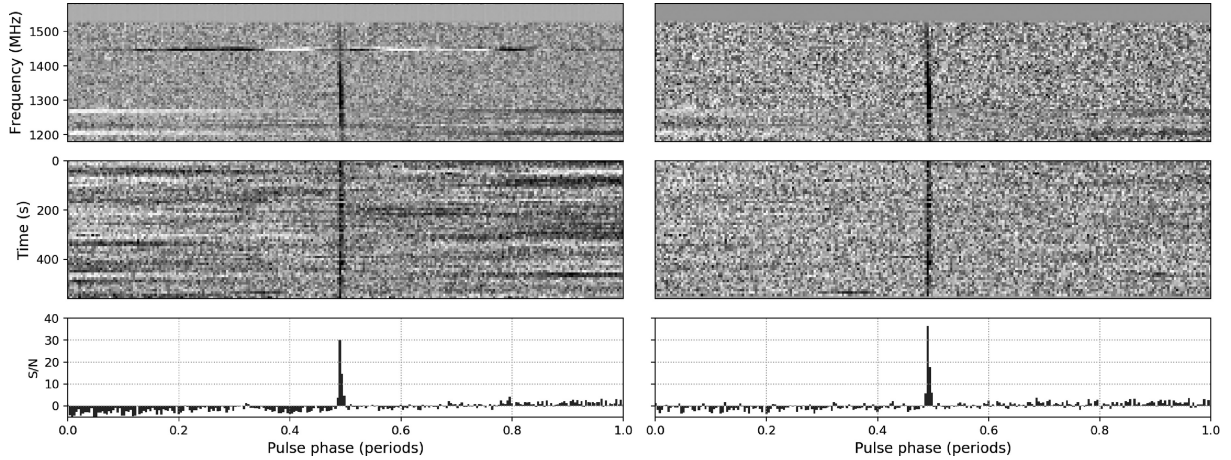 Frequency (MHz)
1500
1400
1300
1200
Time (s)
0
200
400
S/N
40
30
20
10
0
0.0 0.2 0.4 0.6 0.8 1.0
0.0 0.2 0.4 0.6 0.8 1.0
Pulse phase (periods)
Pulse phase (periods)